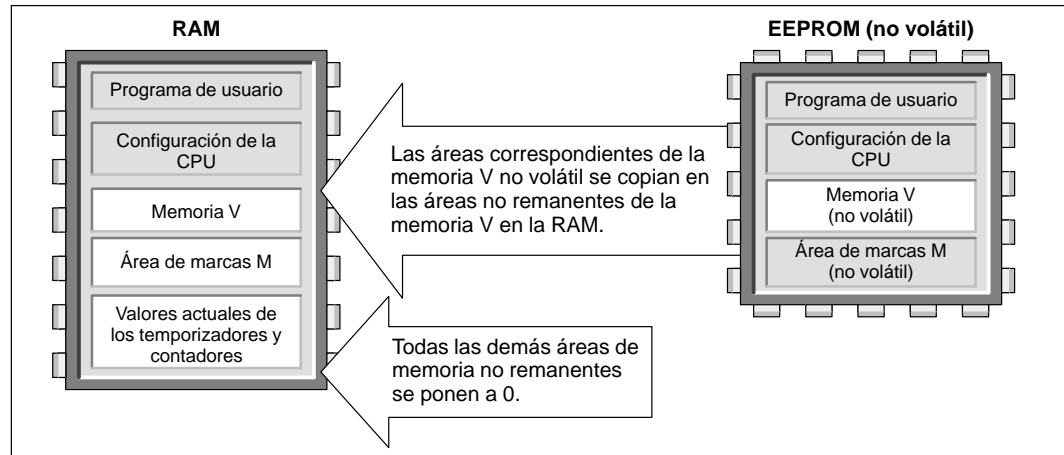 RAM
EEPROM (no volátil)
Programa de usuario
Configuración de la
CPU
Memoria V
Área de marcas M
Valores actuales de
los temporizadores y
contadores
Las áreas correspondientes de la
memoria V no volátil se copian en
las áreas no remanentes de la
memoria V en la RAM.
Todas las demás áreas de
memoria no remanentes
se ponen a 0.
Programa de usuario
Configuración de la
CPU
Memoria V
(no volátil)
Área de marcas M
(no volátil)